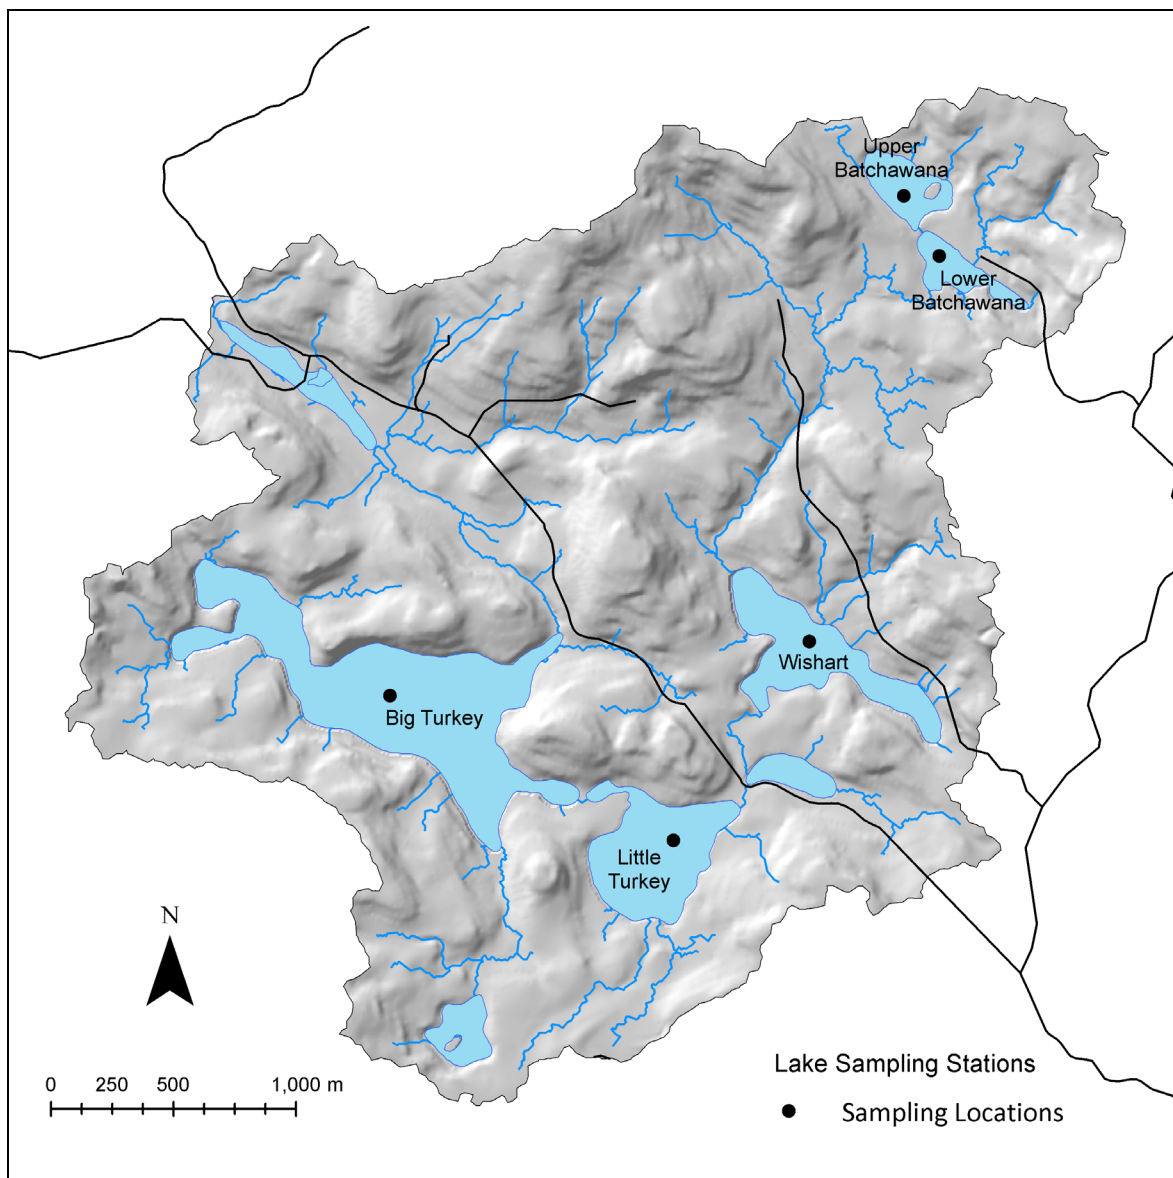 Upper
Batchawana
Lower
Batchawana
Wishart
Big Turkey
Little
Turkey
N
0 250 500 1,000 m
Lake Sampling Stations
Sampling Locations